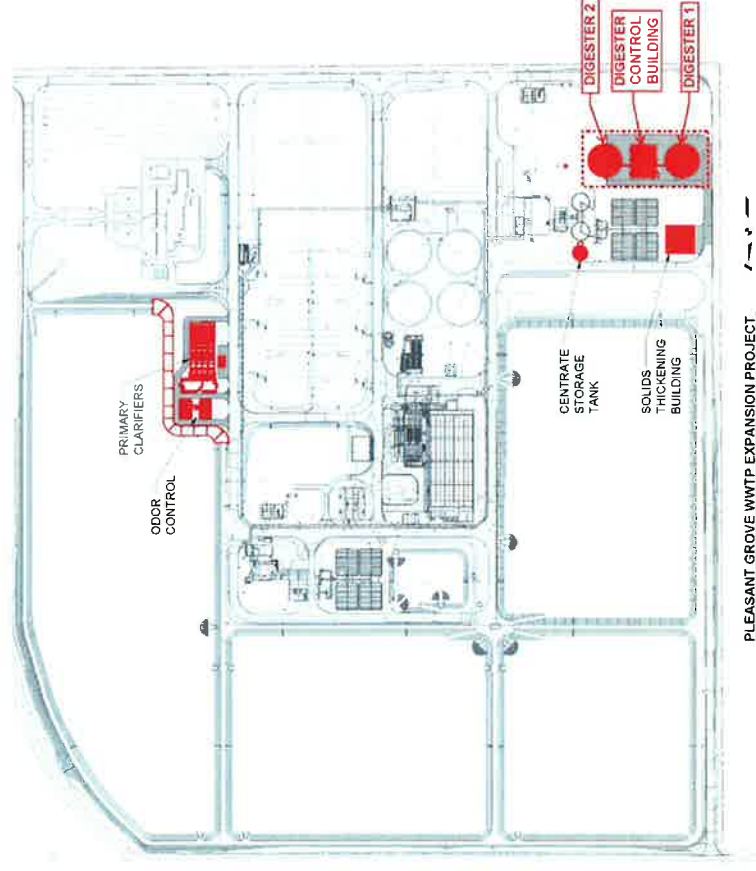 DIGESTER 2
DIGESTER
CONTROL
BUILDING
DIGESTER 1
PRIMARY
CLARIFIERS
ODOR
CONTROL
CENTRATE
STORAGE
TANK
SOLIDS
THICKENING
BUILDING
PLEASANT GROVE WWTP EXPANSION PROJECT